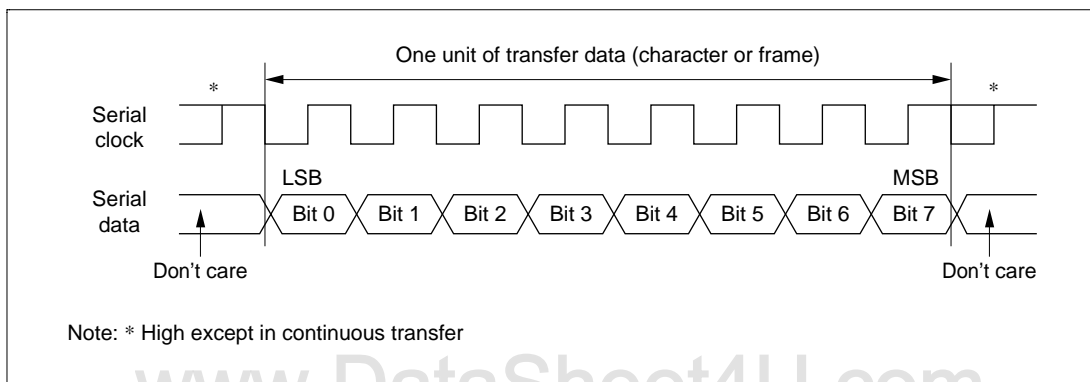 One unit of transfer data (character or frame)
* *
Serial clock
LSB MSB
Serial data
Bit 0 Bit 1 Bit 2 Bit 3 Bit 4 Bit 5 Bit 6 Bit 7
Don't care Don't care
Note: * High except in continuous transfer
www.DataSheet4U.com